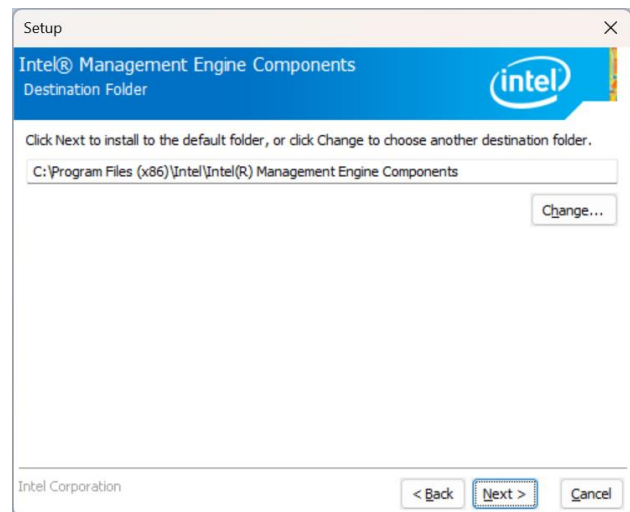 Setup
Intel® Management Engine Components
Destination Folder
intel
Click Next to install to the default folder, or click Change to choose another destination folder.
C:\Program Files (x86)\Intel\Intel(R) Management Engine Components
Change...
Intel Corporation
< Back
Next >
Cancel